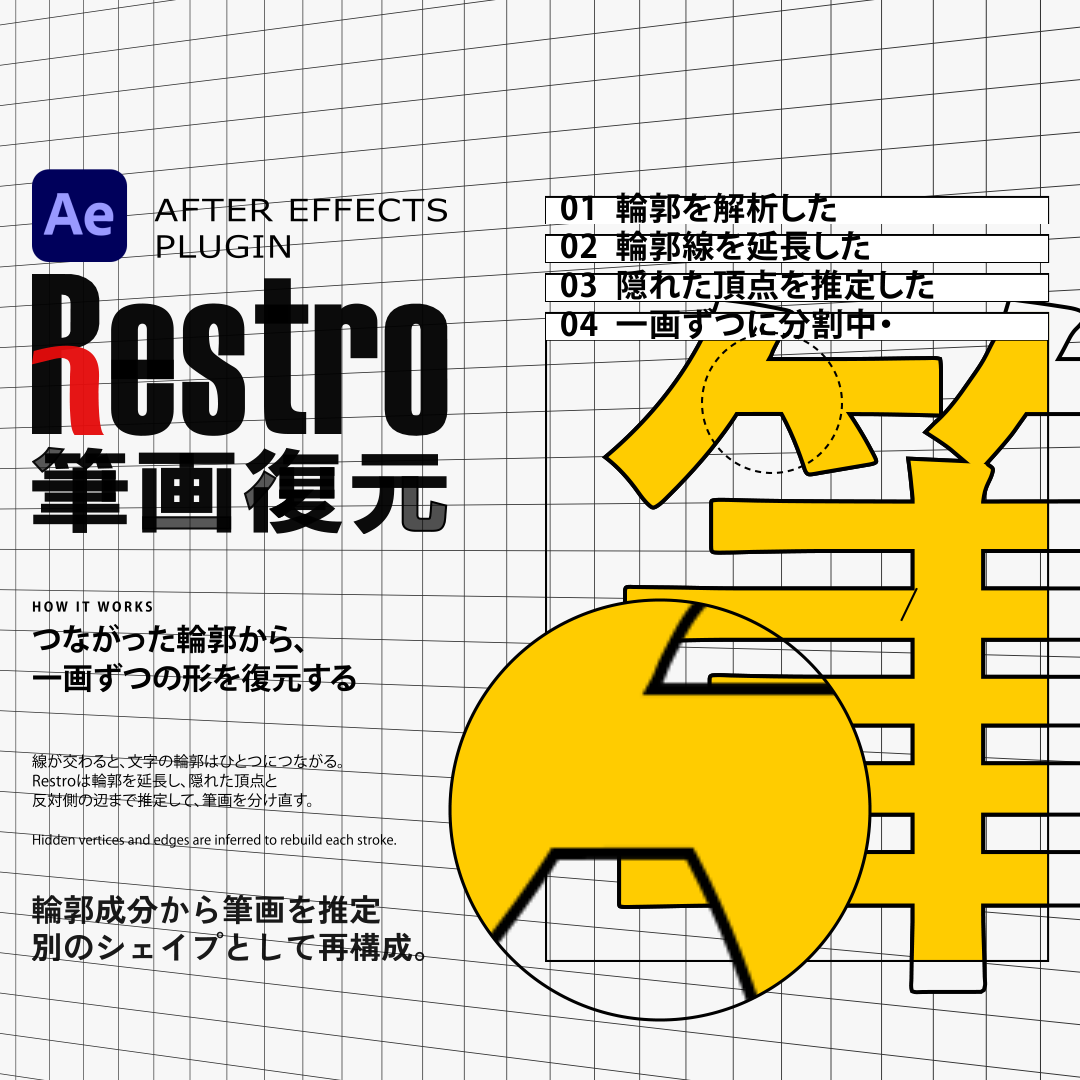 Ae
AFTER EFFECTS
PLUGIN
Restro
筆画復元
HOW IT WORKS
つながった輪郭から、
一画ずつの形を復元する
線が交わると、文字の輪郭はひとつにつながる。
Restroは輪郭を延長し、隠れた頂点と
反対側の辺まで推定して、筆画を分け直す。
Hidden vertices and edges are inferred to rebuild each stroke.
輪郭成分から筆画を推定
別のシェイプとして再構成。
01 輪郭を解析した
02 輪郭線を延長した
03 隠れた頂点を推定した
04 一画ずつに分割中・